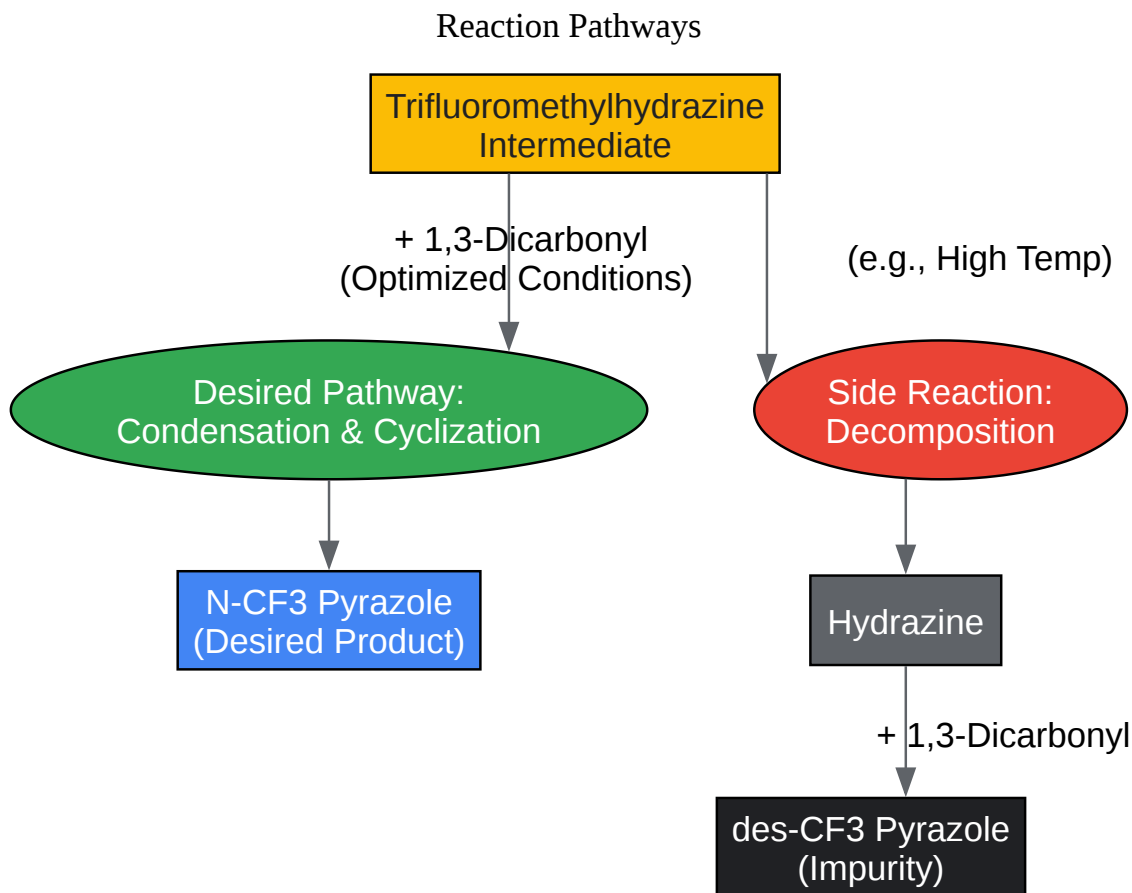 Reaction Pathways
Trifluoromethylhydrazine
Intermediate
+ 1,3-Dicarbonyl
(Optimized Conditions)
(e.g., High Temp)
Desired Pathway:
Condensation & Cyclization
Side Reaction:
Decomposition
N-CF3 Pyrazole
(Desired Product)
Hydrazine
+ 1,3-Dicarbonyl
des-CF3 Pyrazole
(Impurity)